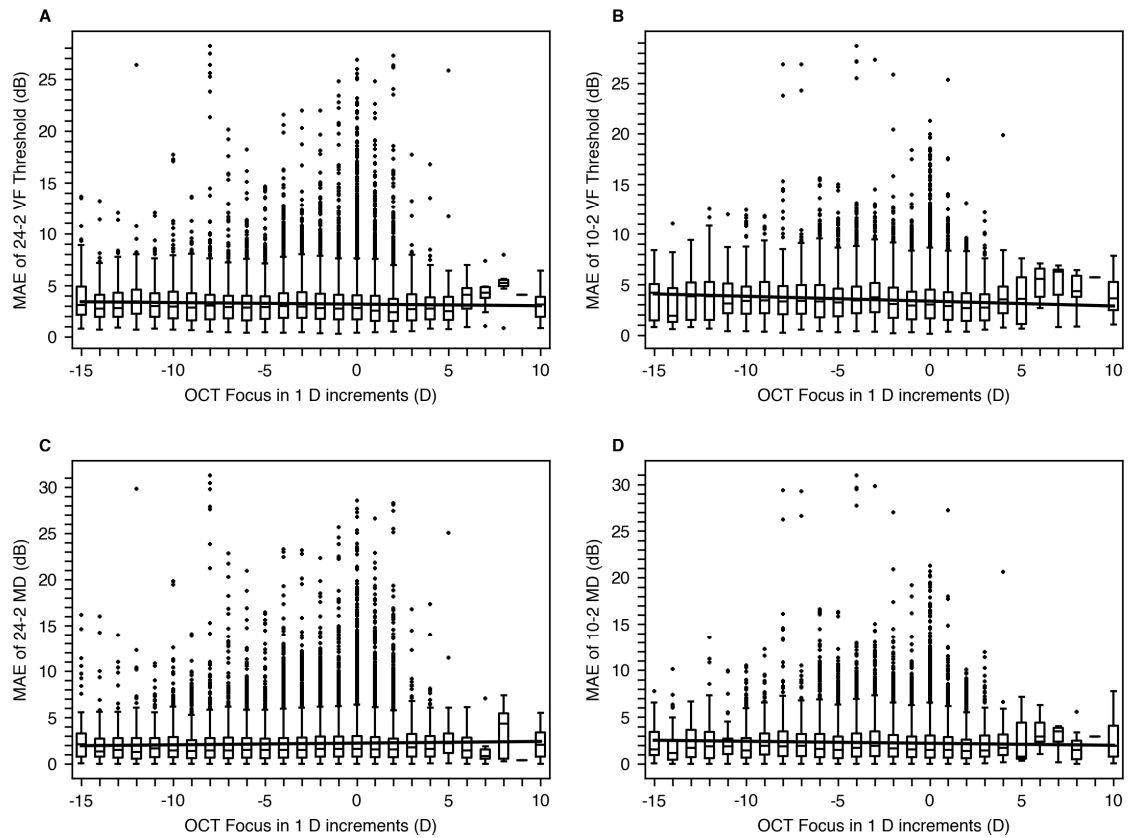 A
MAE of 24-2 VF Threshold (dB)
25
20
15
10
5
0
-15 -10 -5 0 5 10
OCT Focus in 1 D increments (D)
B
MAE of 10-2 VF Threshold (dB)
25
20
15
10
5
0
-15 -10 -5 0 5 10
OCT Focus in 1 D increments (D)
C
MAE of 24-2 MD (dB)
30
25
20
15
10
5
0
-15 -10 -5 0 5 10
OCT Focus in 1 D increments (D)
D
MAE of 10-2 MD (dB)
30
25
20
15
10
5
0
-15 -10 -5 0 5 10
OCT Focus in 1 D increments (D)